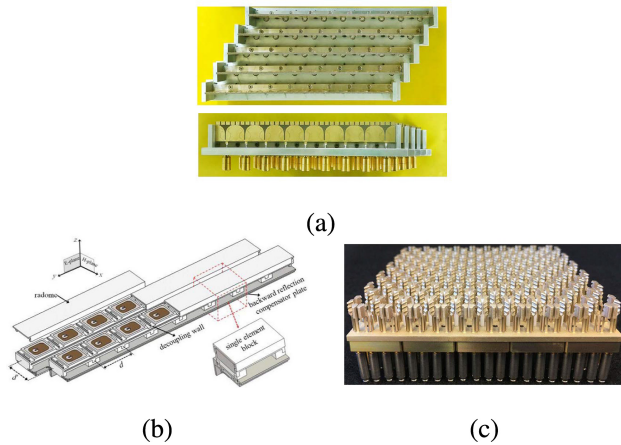 (a)
z
E-plane
H-plane
y
x
radome
backward reflection
compensator plate
decoupling wall
d
single element
block
d'
(b)
(c)